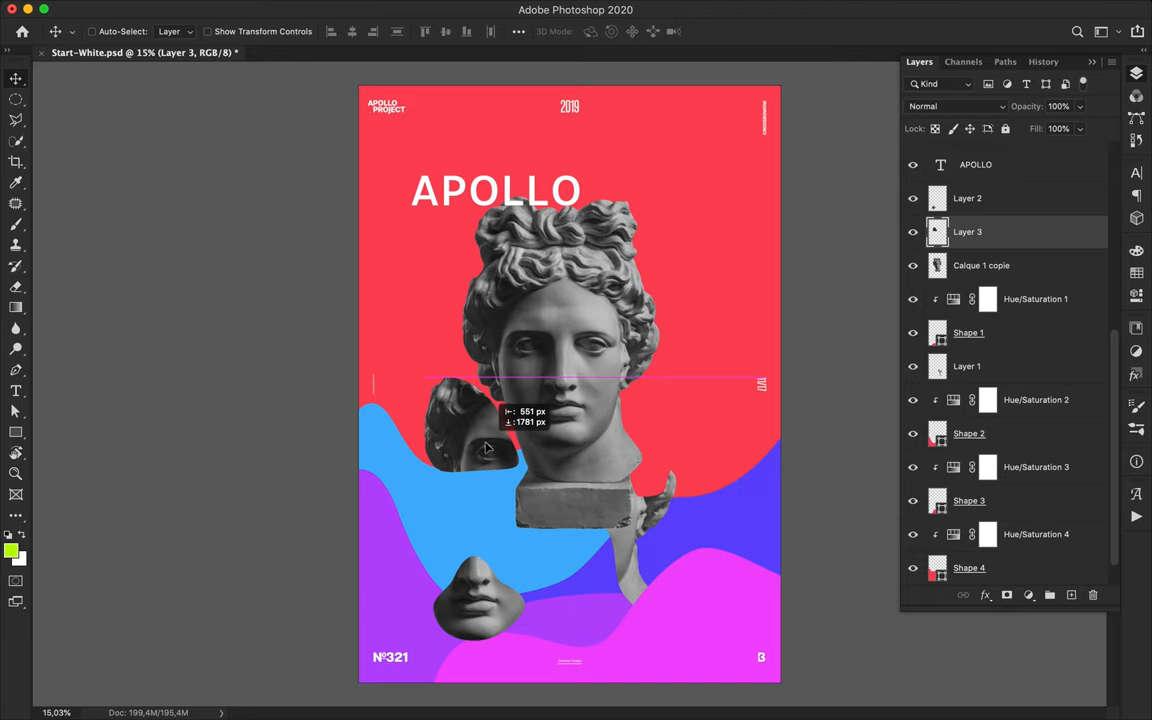 Adobe Photoshop 2020
Auto-Select: Layer Show Transform Controls 3D Mode:
Start-White.psd @ 15% (Layer 3, RGB/8) *
Layers Channels Paths History
Kind
Normal Opacity: 100%
Lock: Fill: 100%
APOLLO
Layer 2
Layer 3
Calque 1 copie
Hue/Saturation 1
Shape 1
Layer 1
Hue/Saturation 2
Shape 2
Hue/Saturation 3
Shape 3
Hue/Saturation 4
Shape 4
APOLLO
PROJECT
2019
APOLLO
11/17
551 px
1781 px
Nº321
B
15,03% Doc: 199,4M/195,4M